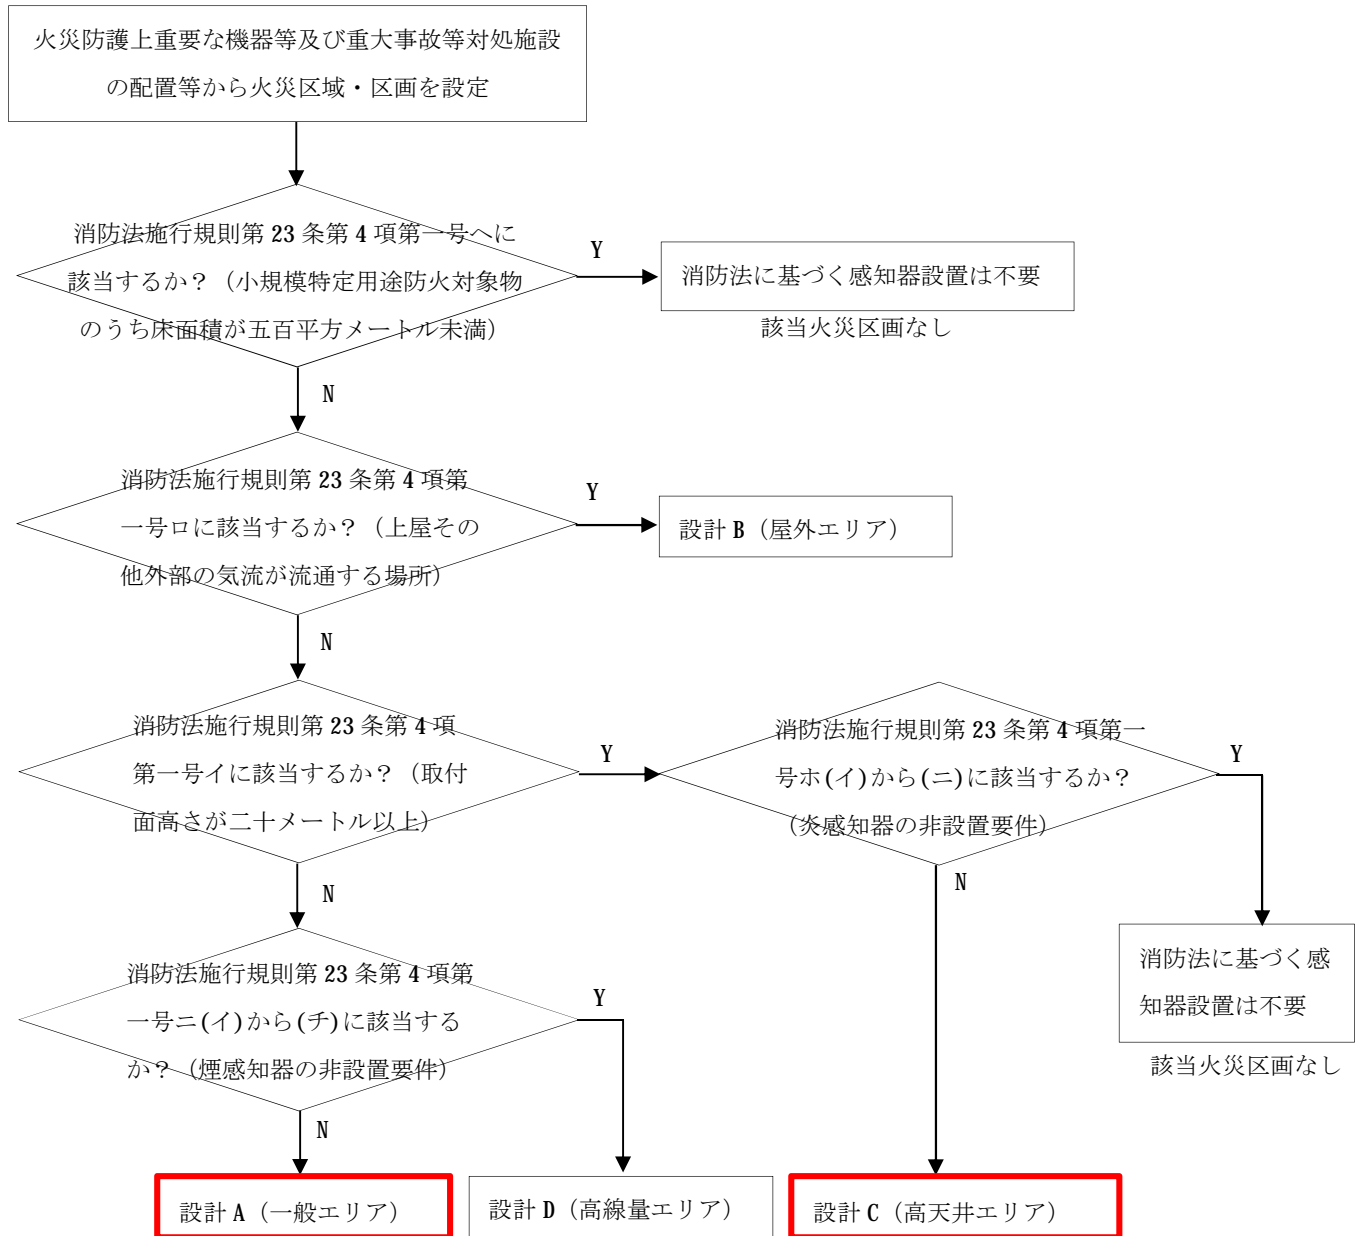 火災防護上重要な機器等及び重大事故等対処施設
の配置等から火災区域・区画を設定
消防法施行規則第 23 条第 4 項第一号ヘに
該当するか？（小規模特定用途防火対象物
のうち床面積が五百平方メートル未満）
Y
消防法に基づく感知器設置は不要
該当火災区画なし
N
消防法施行規則第 23 条第 4 項第
一号ロに該当するか？（上屋その
他外部の気流が流通する場所）
Y
設計 B（屋外エリア）
N
消防法施行規則第 23 条第 4 項
第一号イに該当するか？（取付
面高さが二十メートル以上）
Y
消防法施行規則第 23 条第 4 項第一
号ホ(イ)から(ニ)に該当するか？
（炎感知器の非設置要件）
Y
N
N
消防法に基づく感
知器設置は不要
該当火災区画なし
消防法施行規則第 23 条第 4 項第
一号ニ(イ)から(チ)に該当する
か？（煙感知器の非設置要件）
Y
N
設計 A（一般エリア）
設計 D（高線量エリア）
設計 C（高天井エリア）